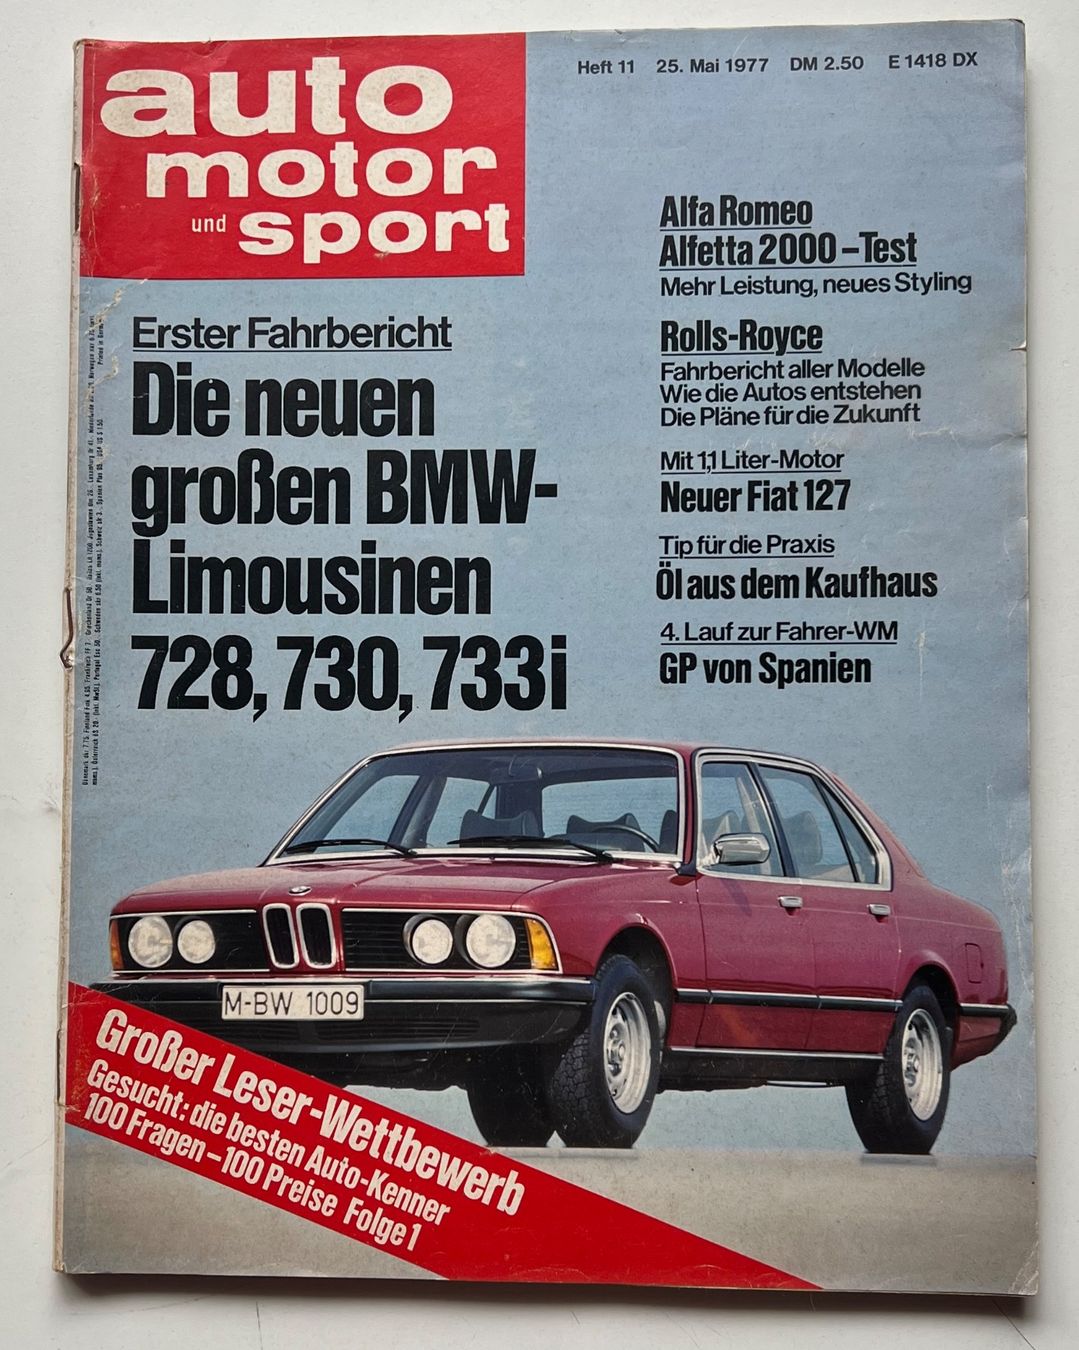 auto
motor
und sport
Heft 11 25. Mai 1977 DM 2.50 E 1418 DX
Erster Fahrbericht
Die neuen
großen BMW-
Limousinen
728, 730, 733i
Alfa Romeo
Alfetta 2000 – Test
Mehr Leistung, neues Styling
Rolls-Royce
Fahrbericht aller Modelle
Wie die Autos entstehen
Die Pläne für die Zukunft
Mit 1,1 Liter-Motor
Neuer Fiat 127
Tip für die Praxis
Öl aus dem Kaufhaus
4. Lauf zur Fahrer-WM
GP von Spanien
M-BW 1009
Großer Leser-Wettbewerb
Gesucht: die besten Auto-Kenner
100 Fragen – 100 Preise Folge 1